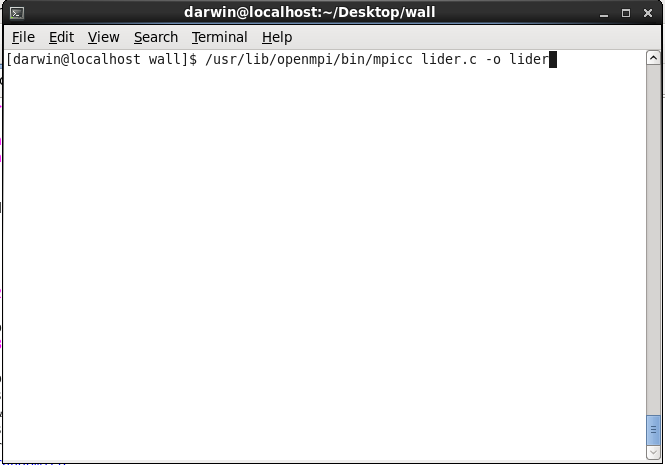 darwin@localhost:~/Desktop/wall
File Edit View Search Terminal Help
[darwin@localhost wall]$ /usr/lib/openmpi/bin/mpicc lider.c -o lider